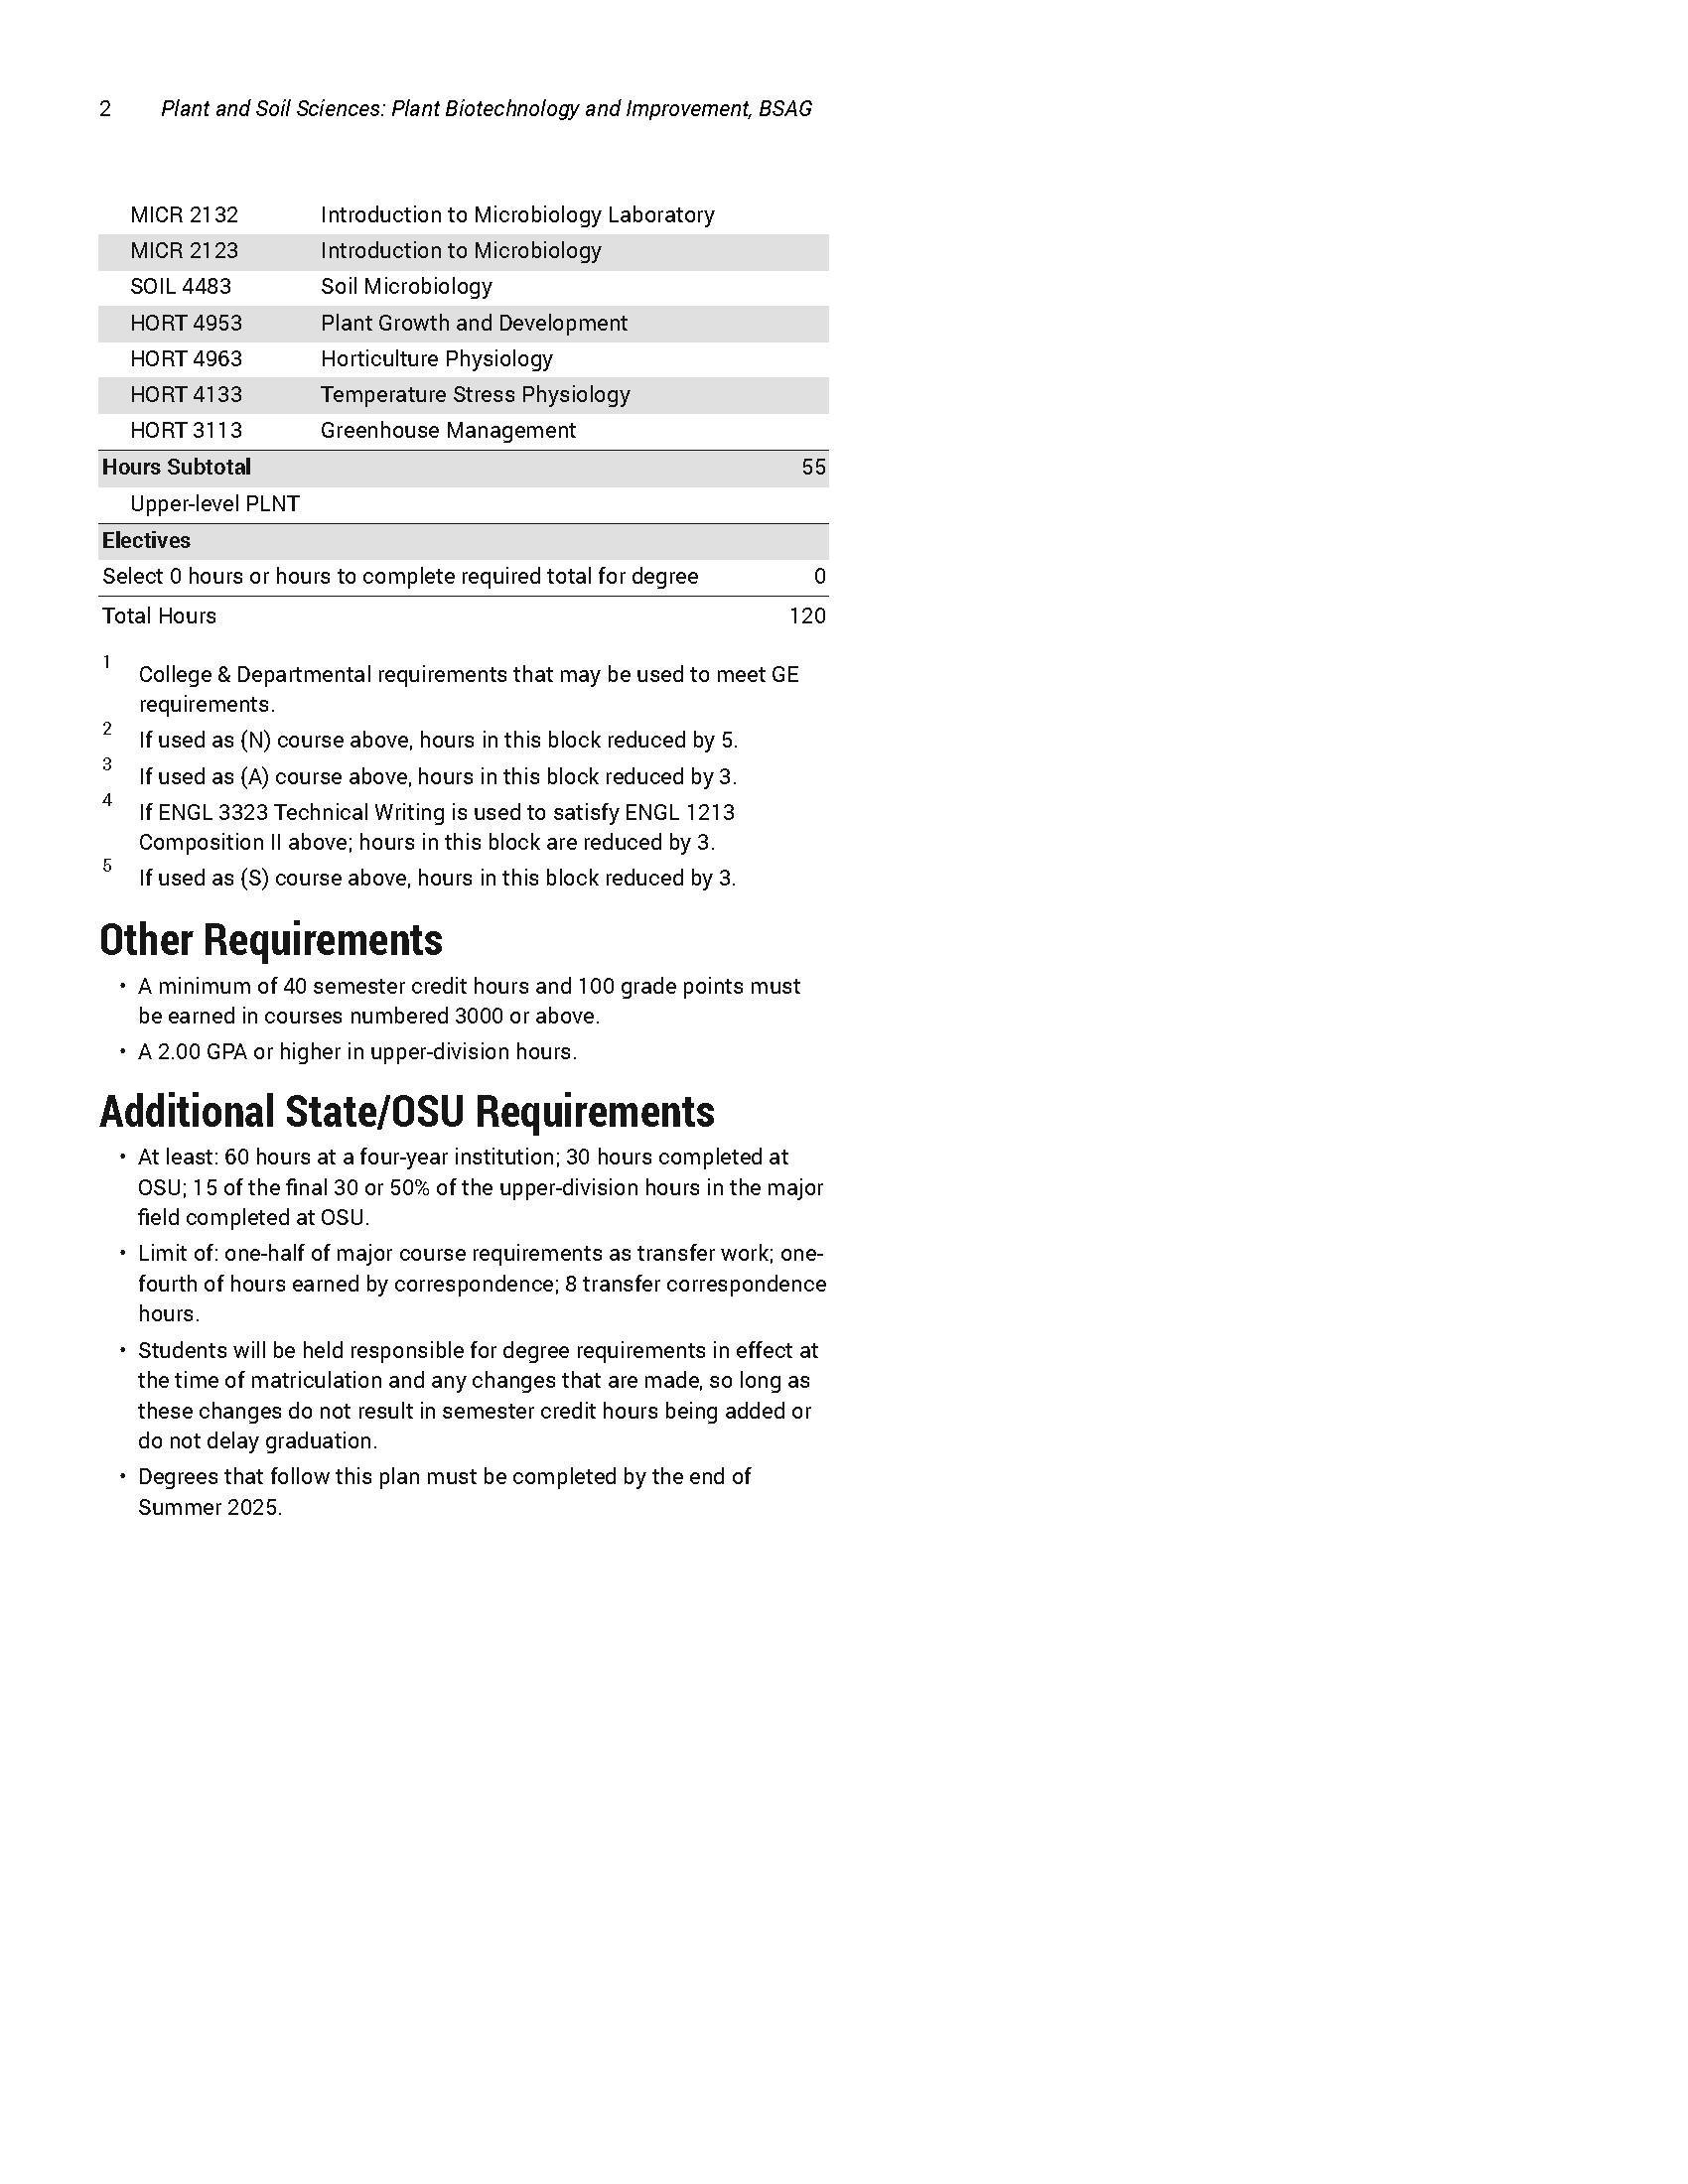 2 Plant and Soil Sciences: Plant Biotechnology and Improvement, BSAG
MICR 2132 Introduction to Microbiology Laboratory
MICR 2123 Introduction to Microbiology
SOIL 4483 Soil Microbiology
HORT 4953 Plant Growth and Development
HORT 4963 Horticulture Physiology
HORT 4133 Temperature Stress Physiology
HORT 3113 Greenhouse Management
Hours Subtotal 55
Upper-level PLNT
Electives
Select 0 hours or hours to complete required total for degree 0
Total Hours 120
1 College & Departmental requirements that may be used to meet GE
requirements.
2 If used as (N) course above, hours in this block reduced by 5.
3 If used as (A) course above, hours in this block reduced by 3.
4 If ENGL 3323 Technical Writing is used to satisfy ENGL 1213
Composition II above; hours in this block are reduced by 3.
5 If used as (S) course above, hours in this block reduced by 3.
Other Requirements
• A minimum of 40 semester credit hours and 100 grade points must
be earned in courses numbered 3000 or above.
• A 2.00 GPA or higher in upper-division hours.
Additional State/OSU Requirements
• At least: 60 hours at a four-year institution; 30 hours completed at
OSU; 15 of the final 30 or 50% of the upper-division hours in the major
field completed at OSU.
• Limit of: one-half of major course requirements as transfer work; one-
fourth of hours earned by correspondence; 8 transfer correspondence
hours.
• Students will be held responsible for degree requirements in effect at
the time of matriculation and any changes that are made, so long as
these changes do not result in semester credit hours being added or
do not delay graduation.
• Degrees that follow this plan must be completed by the end of
Summer 2025.